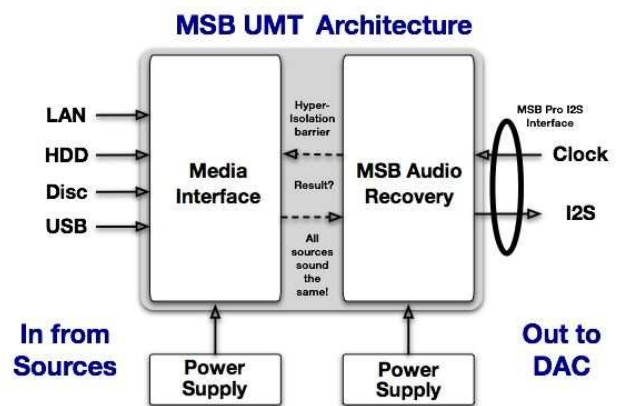 MSB UMT Architecture
LAN
HDD
Disc
USB
Media
Interface
Hyper-
Isolation
barrier
Result?
All
sources
sound
the
same!
MSB Audio
Recovery
MSB Pro I2S
Interface
Clock
I2S
In from
Sources
Power
Supply
Power
Supply
Out to
DAC